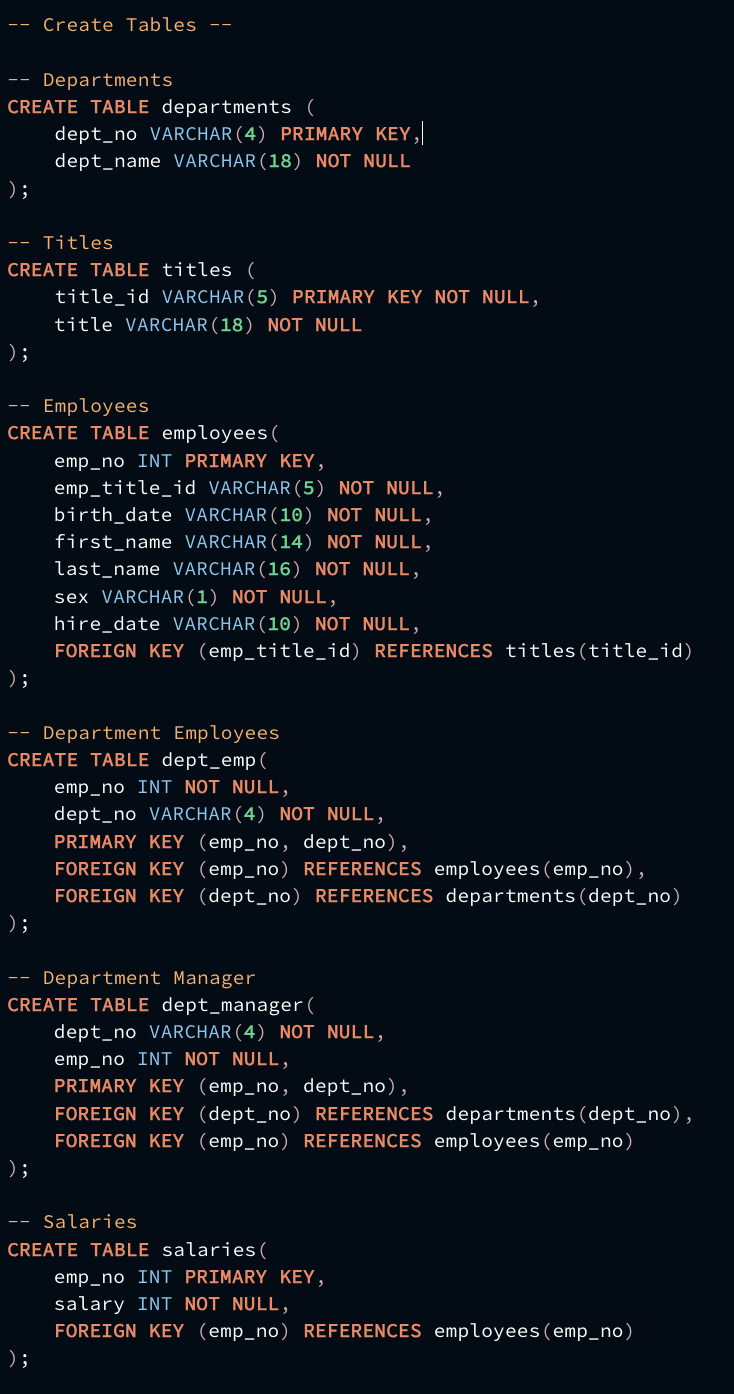 -- Create Tables --
-- Departments
CREATE TABLE departments (
    dept_no VARCHAR(4) PRIMARY KEY,
    dept_name VARCHAR(18) NOT NULL
);
-- Titles
CREATE TABLE titles (
    title_id VARCHAR(5) PRIMARY KEY NOT NULL,
    title VARCHAR(18) NOT NULL
);
-- Employees
CREATE TABLE employees(
    emp_no INT PRIMARY KEY,
    emp_title_id VARCHAR(5) NOT NULL,
    birth_date VARCHAR(10) NOT NULL,
    first_name VARCHAR(14) NOT NULL,
    last_name VARCHAR(16) NOT NULL,
    sex VARCHAR(1) NOT NULL,
    hire_date VARCHAR(10) NOT NULL,
    FOREIGN KEY (emp_title_id) REFERENCES titles(title_id)
);
-- Department Employees
CREATE TABLE dept_emp(
    emp_no INT NOT NULL,
    dept_no VARCHAR(4) NOT NULL,
    PRIMARY KEY (emp_no, dept_no),
    FOREIGN KEY (emp_no) REFERENCES employees(emp_no),
    FOREIGN KEY (dept_no) REFERENCES departments(dept_no)
);
-- Department Manager
CREATE TABLE dept_manager(
    dept_no VARCHAR(4) NOT NULL,
    emp_no INT NOT NULL,
    PRIMARY KEY (emp_no, dept_no),
    FOREIGN KEY (dept_no) REFERENCES departments(dept_no),
    FOREIGN KEY (emp_no) REFERENCES employees(emp_no)
);
-- Salaries
CREATE TABLE salaries(
    emp_no INT PRIMARY KEY,
    salary INT NOT NULL,
    FOREIGN KEY (emp_no) REFERENCES employees(emp_no)
);